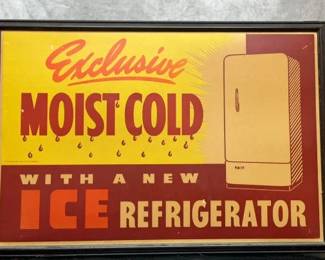 Exclusive
MOIST COLD
WITH A NEW
ICE REFRIGERATOR